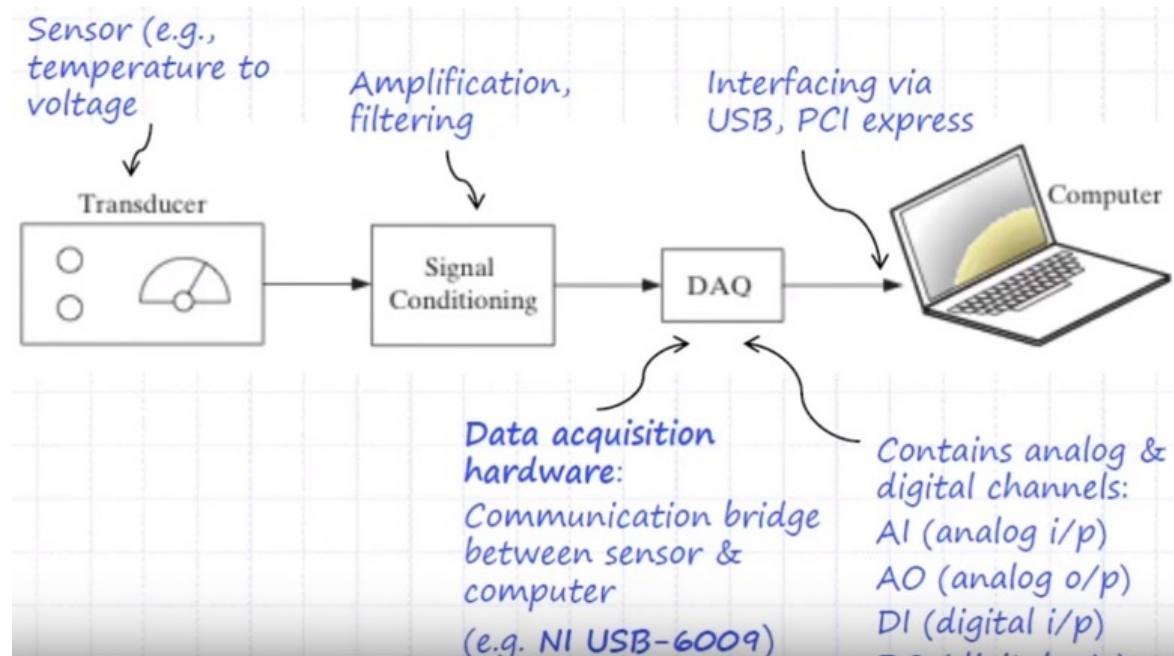 Sensor (e.g.,
temperature to
voltage
Amplification,
filtering
Interfacing via
USB, PCI express
Transducer
Signal
Conditioning
DAQ
Computer
Data acquisition
hardware:
Communication bridge
between sensor &
computer
(e.g. NI USB-6009)
Contains analog &
digital channels:
AI (analog i/p)
AO (analog o/p)
DI (digital i/p)